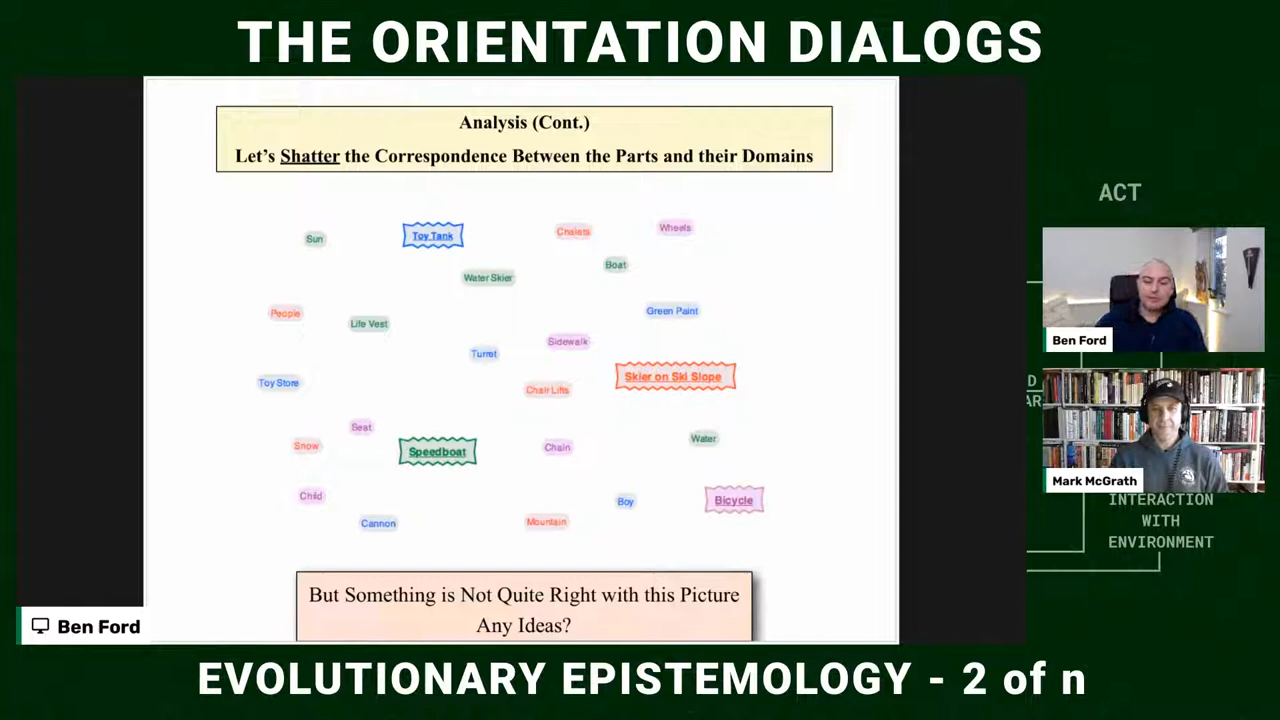 THE ORIENTATION DIALOGS
Analysis (Cont.)
Let's Shatter the Correspondence Between the Parts and their Domains
Sun
Toy Tank
Chalets
Wheels
Water Skier
Boat
People
Life Vest
Green Paint
Turret
Sidewalk
Toy Store
Chair Lifts
Skier on Ski Slope
Seat
Snow
Speedboat
Chain
Water
Child
Cannon
Mountain
Boy
Bicycle
But Something is Not Quite Right with this Picture
Any Ideas?
Ben Ford
ACT
Ben Ford
D
AR
Mark McGrath
INTERACTION
WITH
ENVIRONMENT
EVOLUTIONARY EPISTEMOLOGY - 2 of n